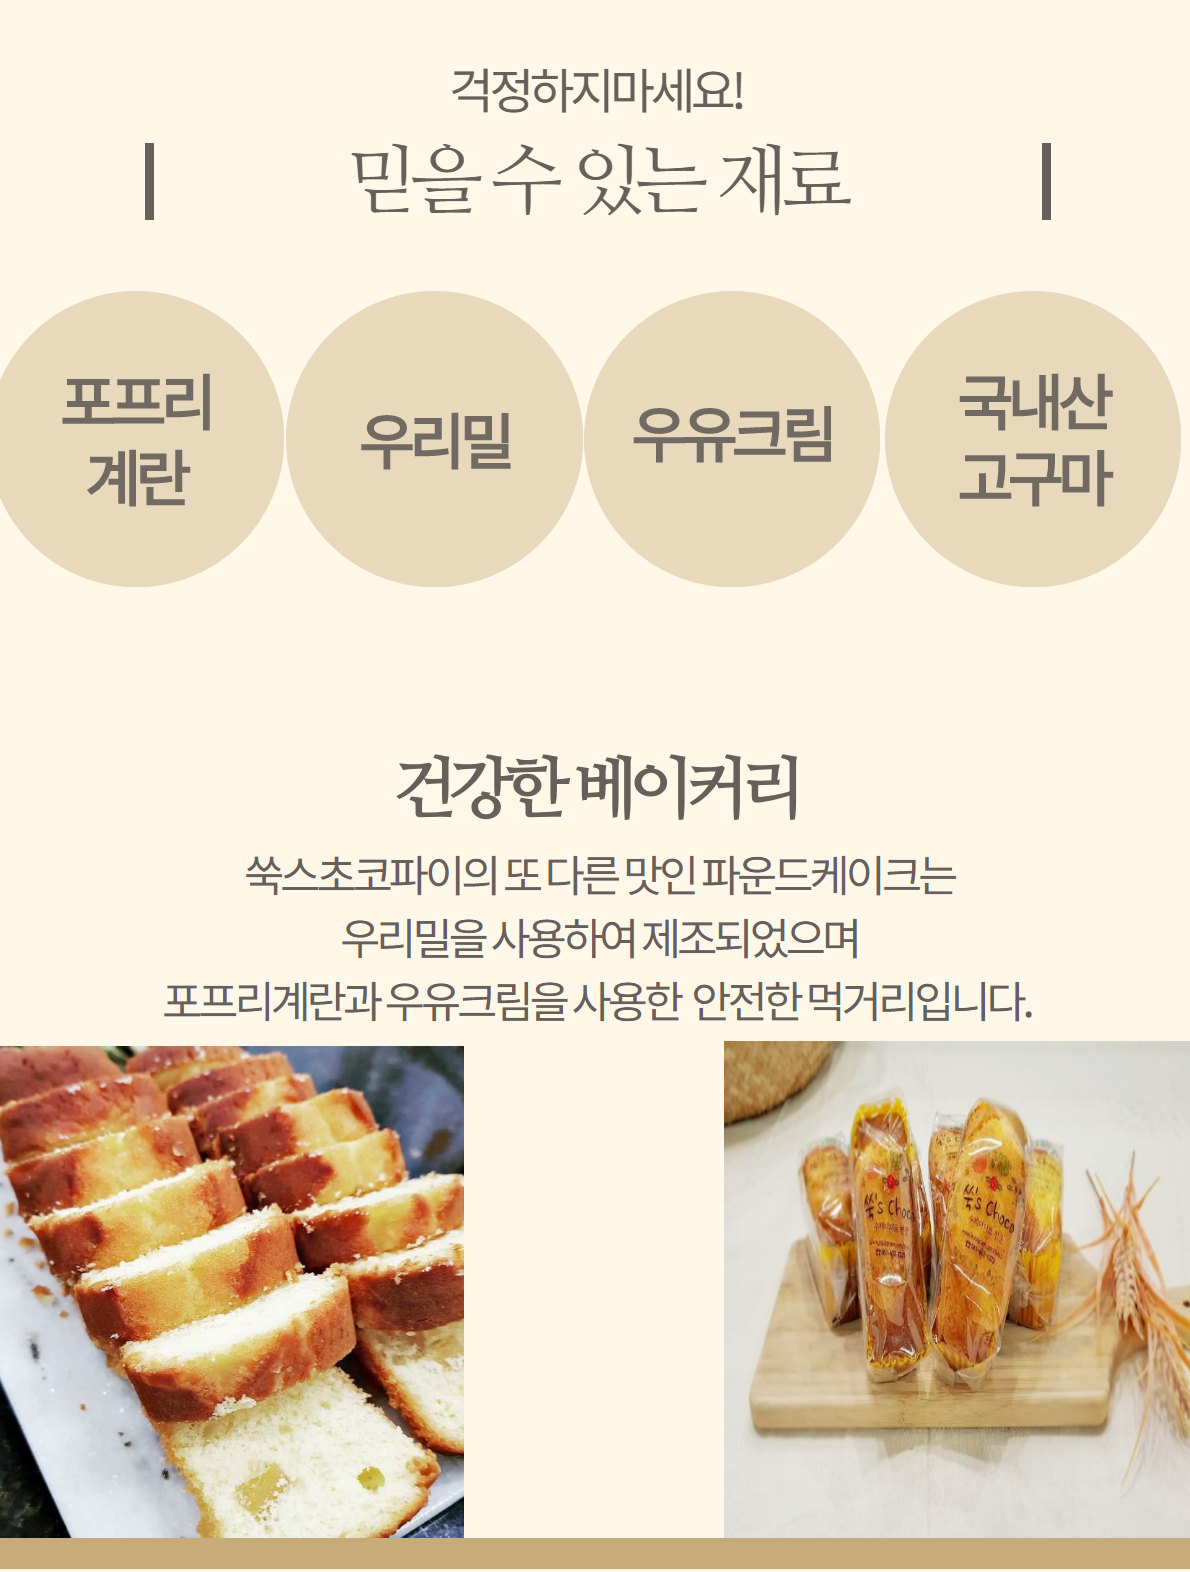 걱정하지마세요!
믿을 수 있는 재료
포프리
계란
우리밀
우유크림
국내산
고구마
건강한 베이커리
쑥스초코파이의 또 다른 맛인 파운드케이크는
우리밀을 사용하여 제조되었으며
포프리계란과 우유크림을 사용한 안전한 먹거리입니다.
쑥's Choco
쑥's Choco